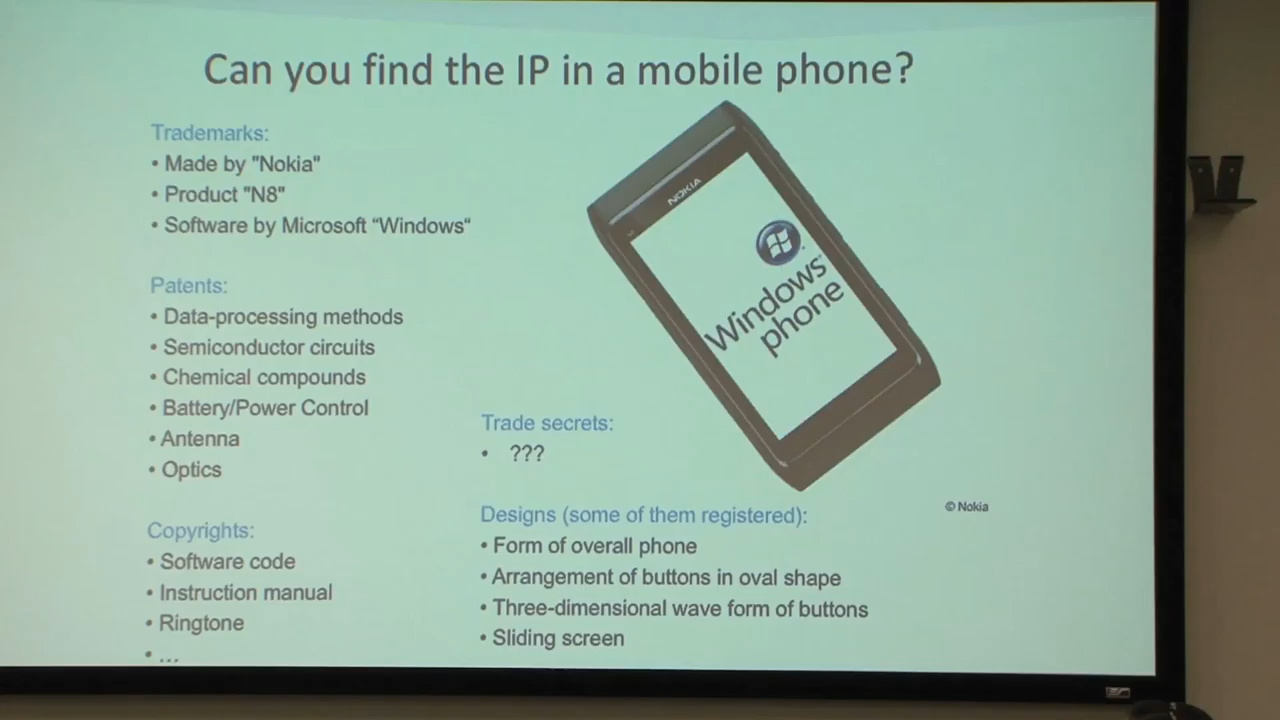 Can you find the IP in a mobile phone?
Trademarks:
• Made by "Nokia"
• Product "N8"
• Software by Microsoft “Windows“
Patents:
• Data-processing methods
• Semiconductor circuits
• Chemical compounds
• Battery/Power Control
• Antenna
• Optics
Copyrights:
• Software code
• Instruction manual
• Ringtone
• ...
NOKIA
Windows
phone
Trade secrets:
• ???
© Nokia
Designs (some of them registered):
• Form of overall phone
• Arrangement of buttons in oval shape
• Three-dimensional wave form of buttons
• Sliding screen